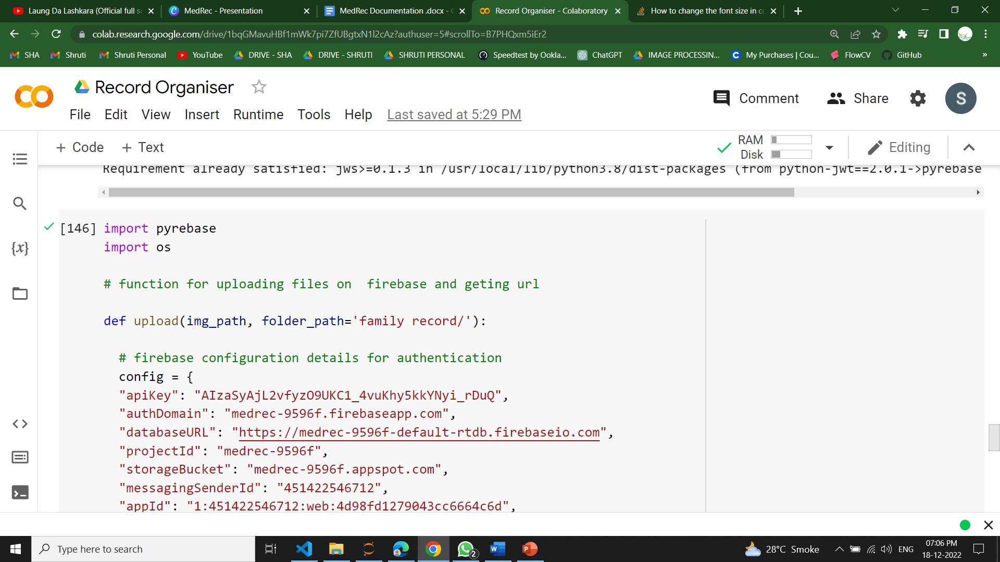 Laung Da Lashkara (Official full s
MedRec - Presentation
MedRec Documentation .docx -
Record Organiser - Colaboratory
How to change the font size in co
colab.research.google.com/drive/1bqGMavuHBf1mWk7pi7ZfUBgtxN1l2cAz?authuser=5#scrollTo=B7PHQxm5iEr2
SHA
Shruti
Shruti Personal
YouTube
DRIVE - SHA
DRIVE - SHRUTI
SHRUTI PERSONAL
Speedtest by Ookla...
ChatGPT
IMAGE PROCESSIN...
My Purchases | Cou...
FlowCV
GitHub
»
Record Organiser
Comment
Share
S
File Edit View Insert Runtime Tools Help Last saved at 5:29 PM
+ Code + Text
RAM
Disk
Editing
Requirement already satisfied: jws>=0.1.3 in /usr/local/lib/python3.8/dist-packages (from python-jwt==2.0.1->pyrebase
[146] import pyrebase
import os
# function for uploading files on  firebase and geting url
def upload(img_path, folder_path='family record/'):
# firebase configuration details for authentication
config = {
"apiKey": "AIzaSyAjL2vfyzO9UKC1_4vuKhy5kkYNyi_rDuQ",
"authDomain": "medrec-9596f.firebaseapp.com",
"databaseURL": "https://medrec-9596f-default-rtdb.firebaseio.com",
"projectId": "medrec-9596f",
"storageBucket": "medrec-9596f.appspot.com",
"messagingSenderId": "451422546712",
"appId": "1:451422546712:web:4d98fd1279043cc6664c6d",
{x}
Type here to search
2
28°C Smoke
ENG
07:06 PM
18-12-2022